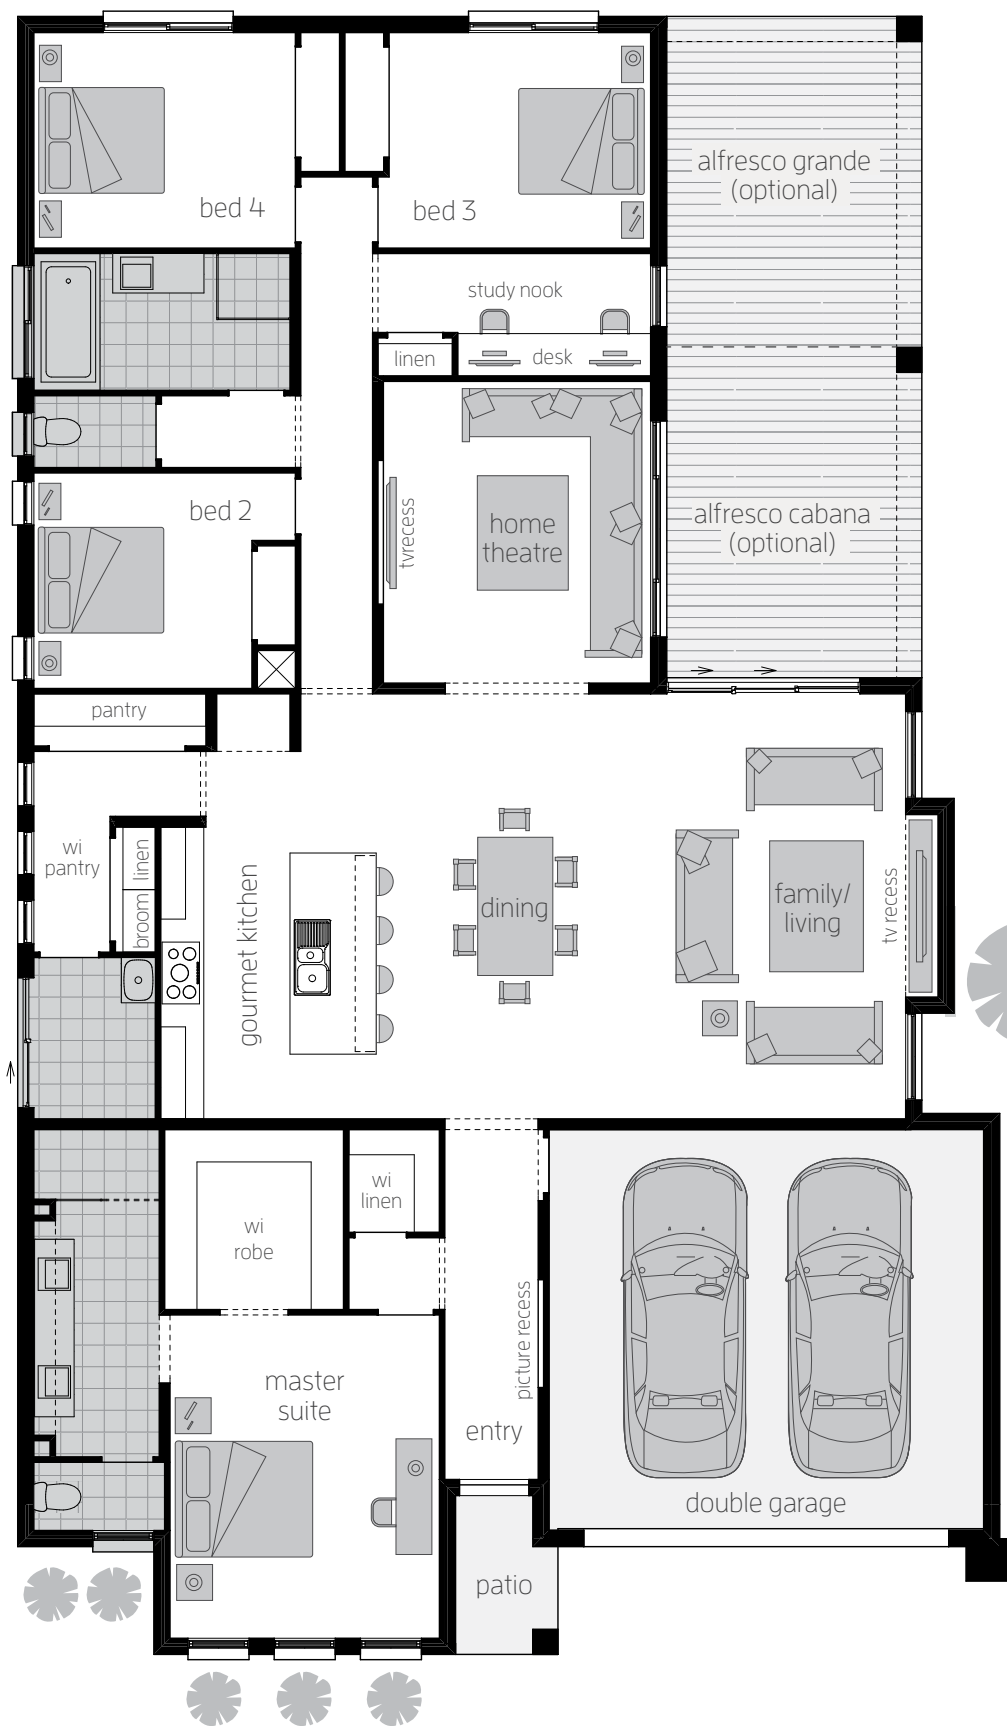 alfresco grande
(optional)
bed 4
bed 3
study nook
linen
desk
bed 2
tvrecess
home
theatre
alfresco cabana
(optional)
pantry
wi
pantry
linen
broom
gourmet kitchen
dining
family/
living
tv recess
wi
linen
wi
robe
picture recess
master
suite
entry
double garage
patio